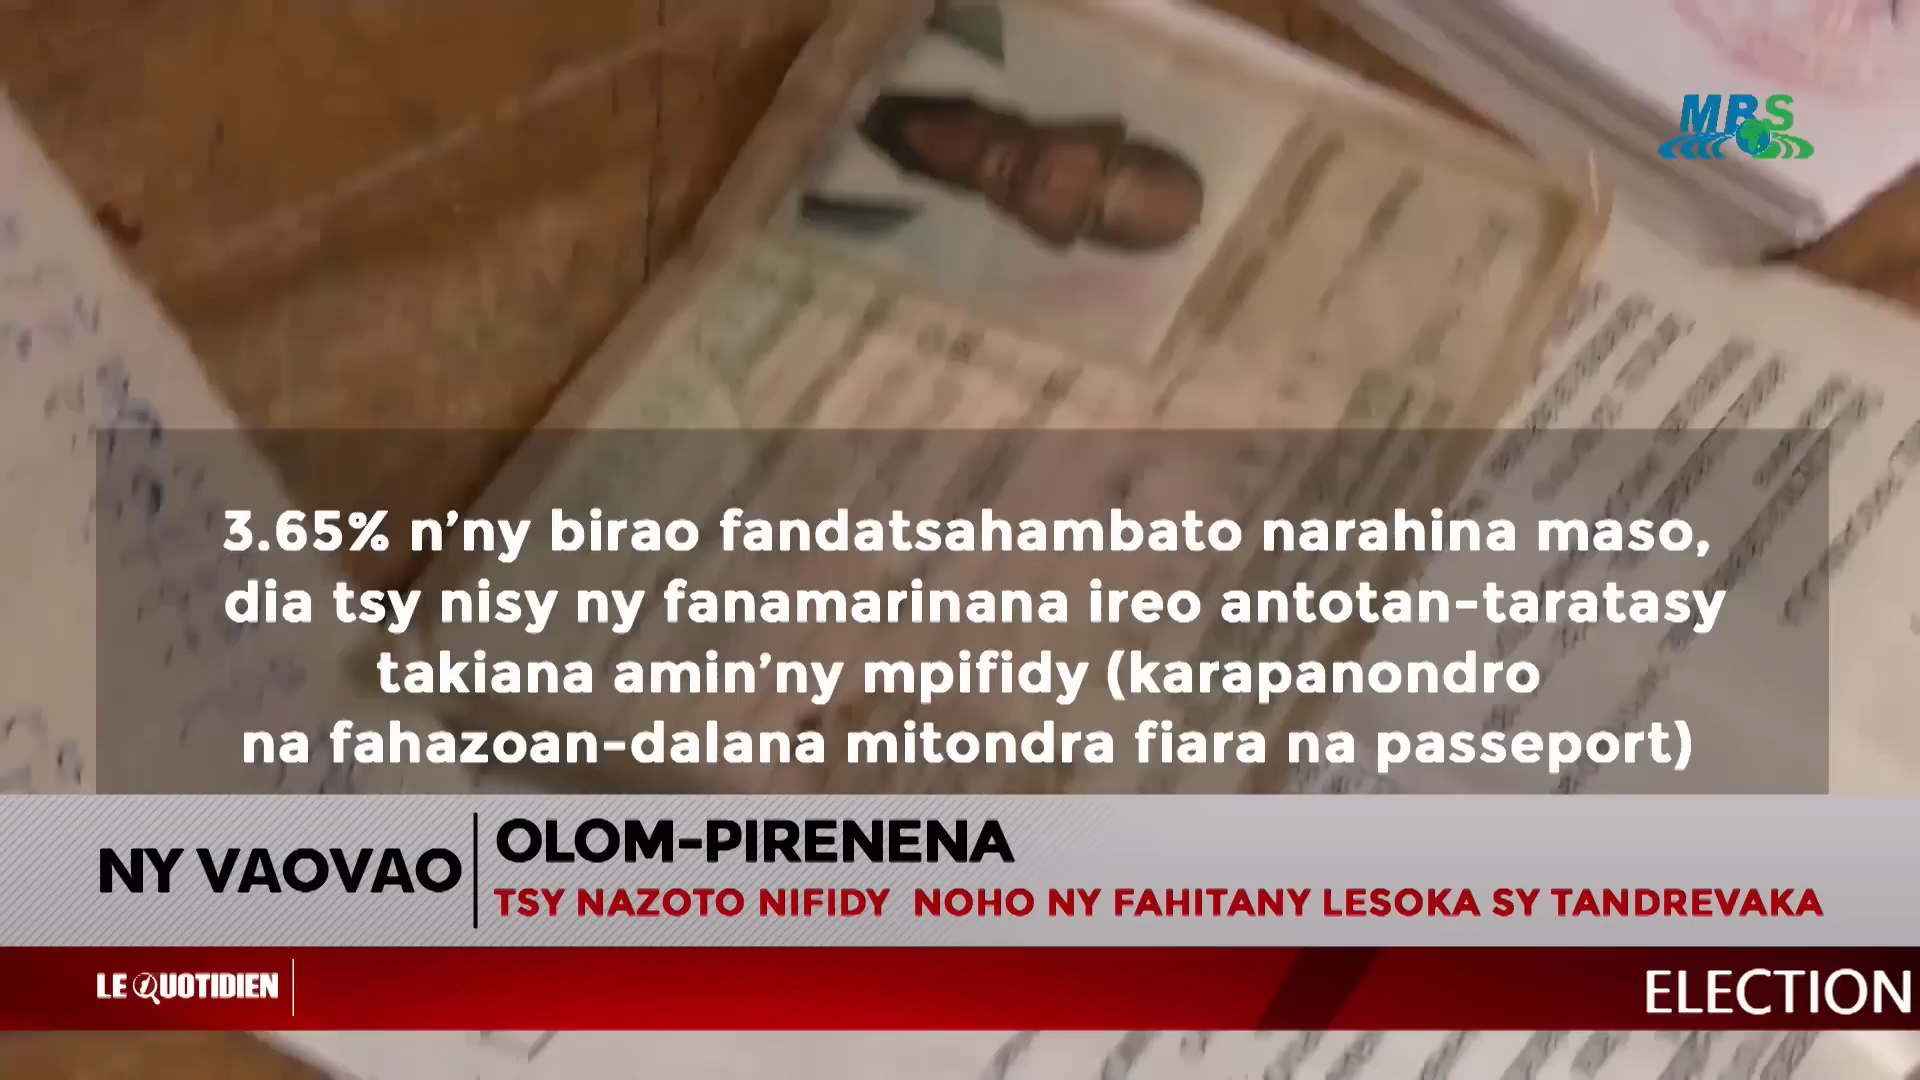 MBS
3.65% n’ny birao fandatsahambato narahina maso,
dia tsy nisy ny fanamarinana ireo antotan-taratasy
takiana amin’ny mpifidy (karapanondro
na fahazoan-dalana mitondra fiara na passeport)
NY VAOVAO
OLOM-PIRENENA
TSY NAZOTO NIFIDY NOHO NY FAHITANY LESOKA SY TANDREVAKA
LE QUOTIDIEN
ELECTION